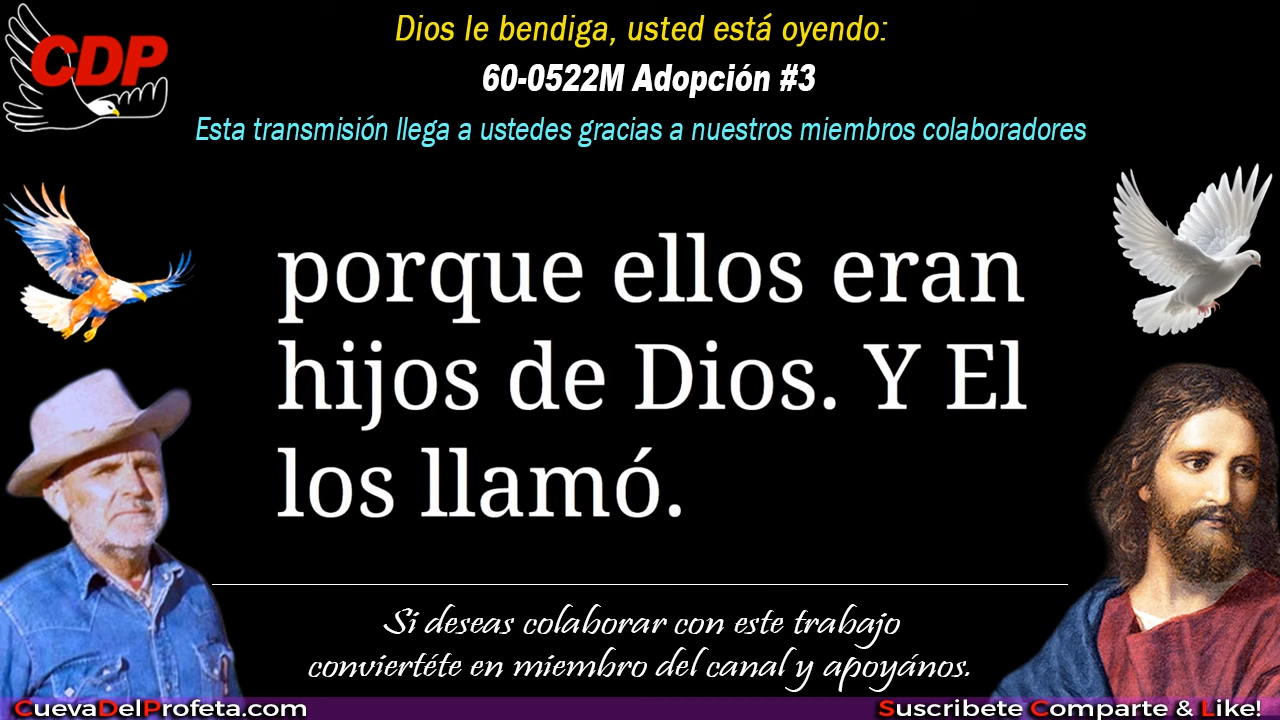 CDP
Dios le bendiga, usted está oyendo:
60-0522M Adopción #3
Esta transmisión llega a ustedes gracias a nuestros miembros colaboradores
porque ellos eran
hijos de Dios. Y El
los llamó.
Si deseas colaborar con este trabajo
conviertéte en miembro del canal y apoyános.
CuevaDelProfeta.com
Suscribete Comparte & Like!